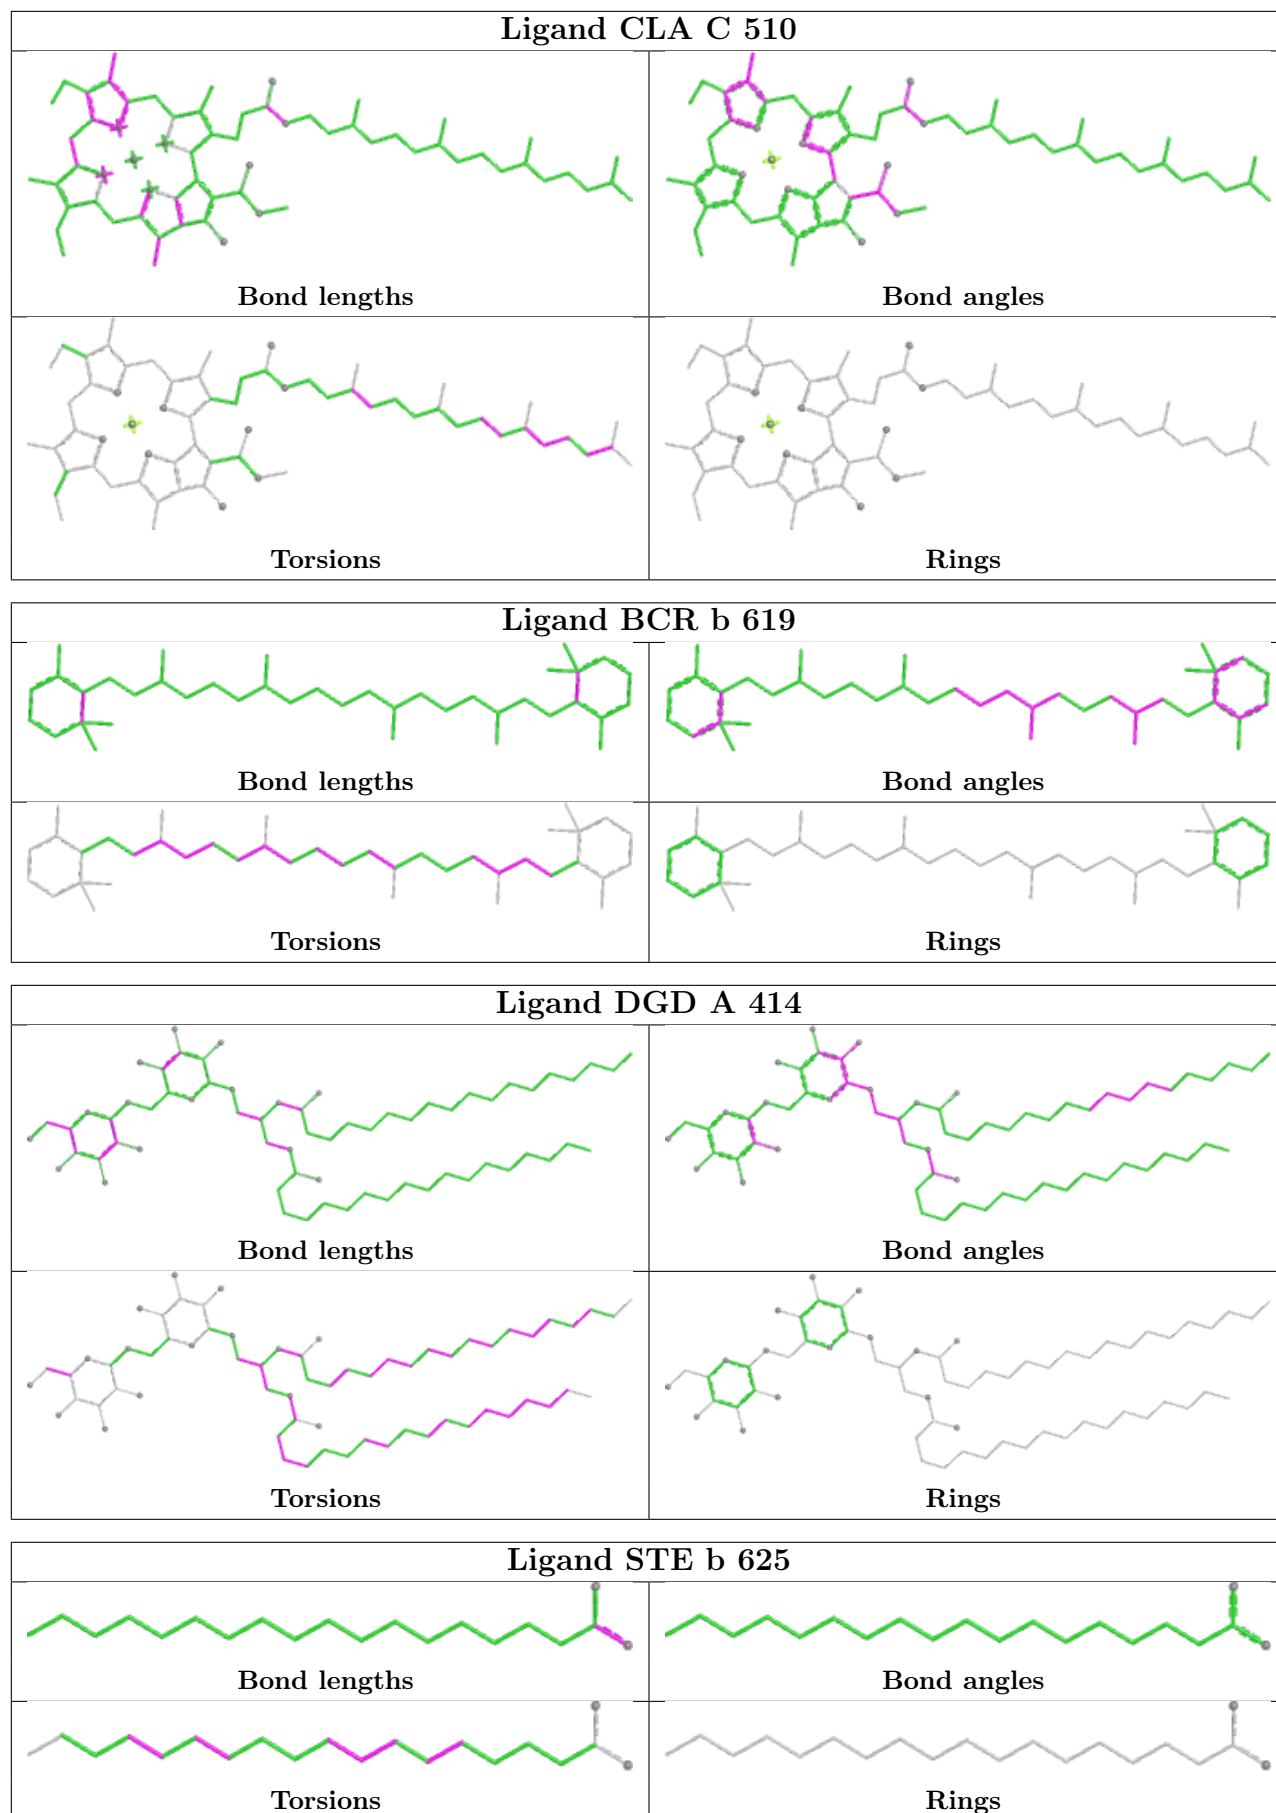 Ligand CLA C 510
Bond lengths
Bond angles
Torsions
Rings
Ligand BCR b 619
Bond lengths
Bond angles
Torsions
Rings
Ligand DGD A 414
Bond lengths
Bond angles
Torsions
Rings
Ligand STE b 625
Bond lengths
Bond angles
Torsions
Rings